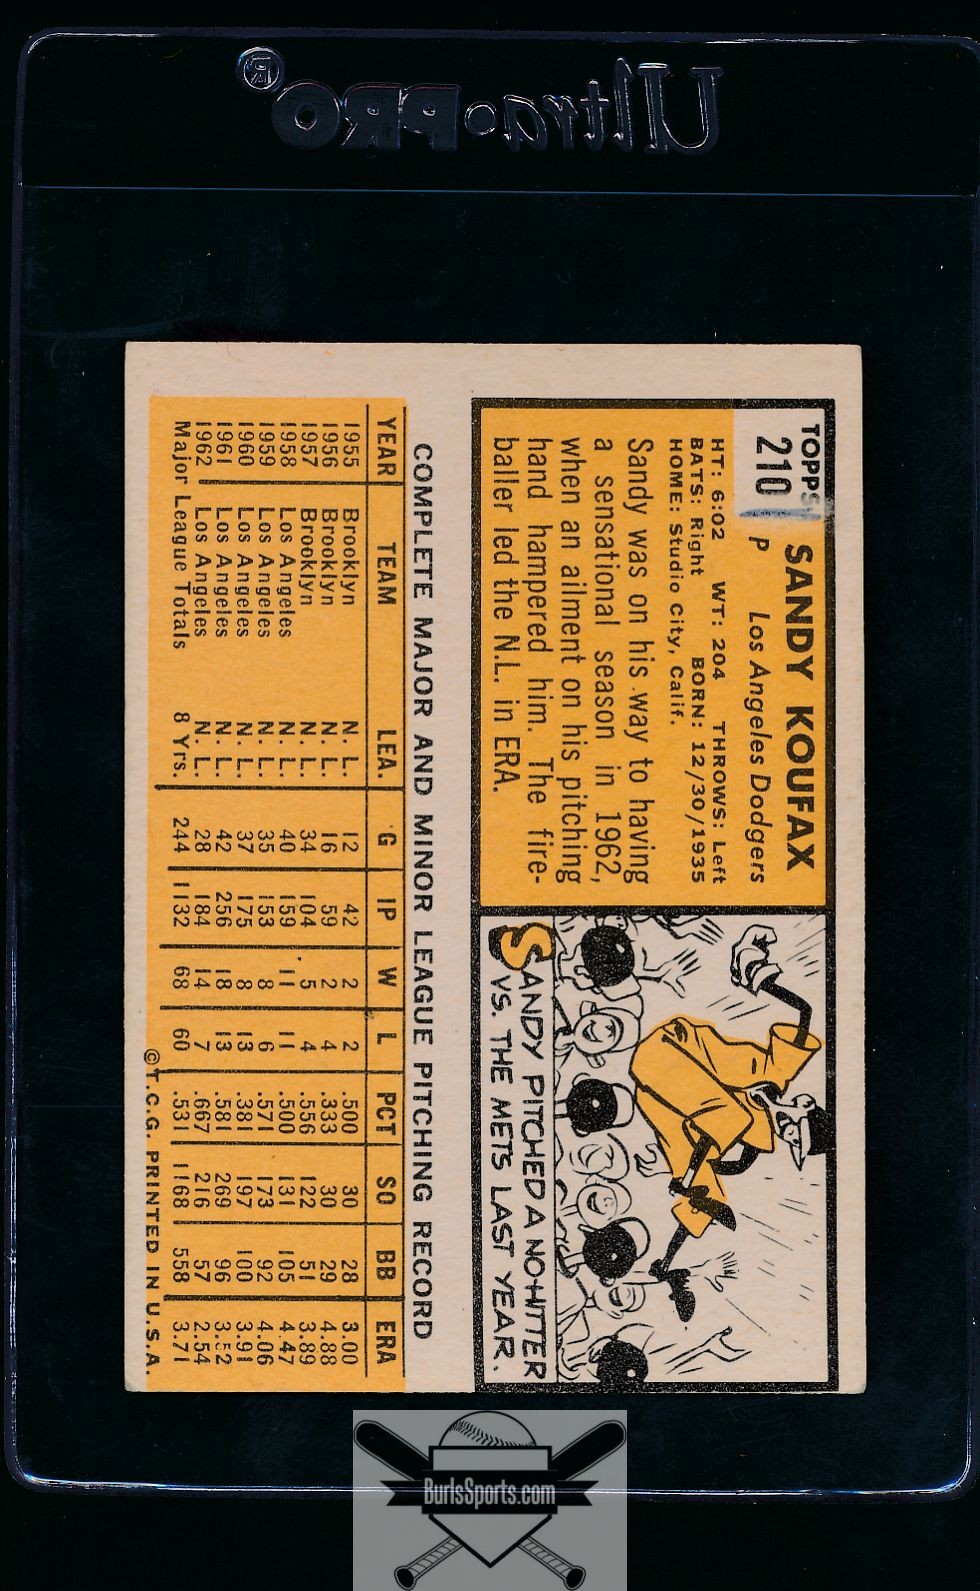 Ultra•PRO®
TOPPS
210
SANDY KOUFAX
P Los Angeles Dodgers
HT: 6:02 WT: 204 THROWS: Left
BATS: Right BORN: 12/30/1935
HOME: Studio City, Calif.
Sandy was on his way to having
a sensational season in 1962,
when an ailment on his pitching
hand hampered him. The fire-
baller led the N.L. in ERA.
SANDY PITCHED A NO-HITTER
VS. THE METS LAST YEAR.
COMPLETE MAJOR AND MINOR LEAGUE PITCHING RECORD
YEAR TEAM LEA. G IP W L PCT SO BB ERA
1955 Brooklyn N. L. 12 42 2 2 .500 30 28 3.00
1956 Brooklyn N. L. 16 59 2 4 .333 30 29 4.88
1957 Brooklyn N. L. 34 104 5 4 .556 122 51 3.89
1958 Los Angeles N. L. 40 159 11 11 .500 131 105 4.47
1959 Los Angeles N. L. 35 153 8 6 .571 173 92 4.06
1960 Los Angeles N. L. 37 175 8 13 .381 197 100 3.91
1961 Los Angeles N. L. 42 256 18 13 .581 269 96 3.52
1962 Los Angeles N. L. 28 184 14 7 .667 216 57 2.54
Major League Totals 8 Yrs. 244 1132 68 60 .531 1168 558 3.71
©T.C.G. PRINTED IN U.S.A.
BurlsSports.com